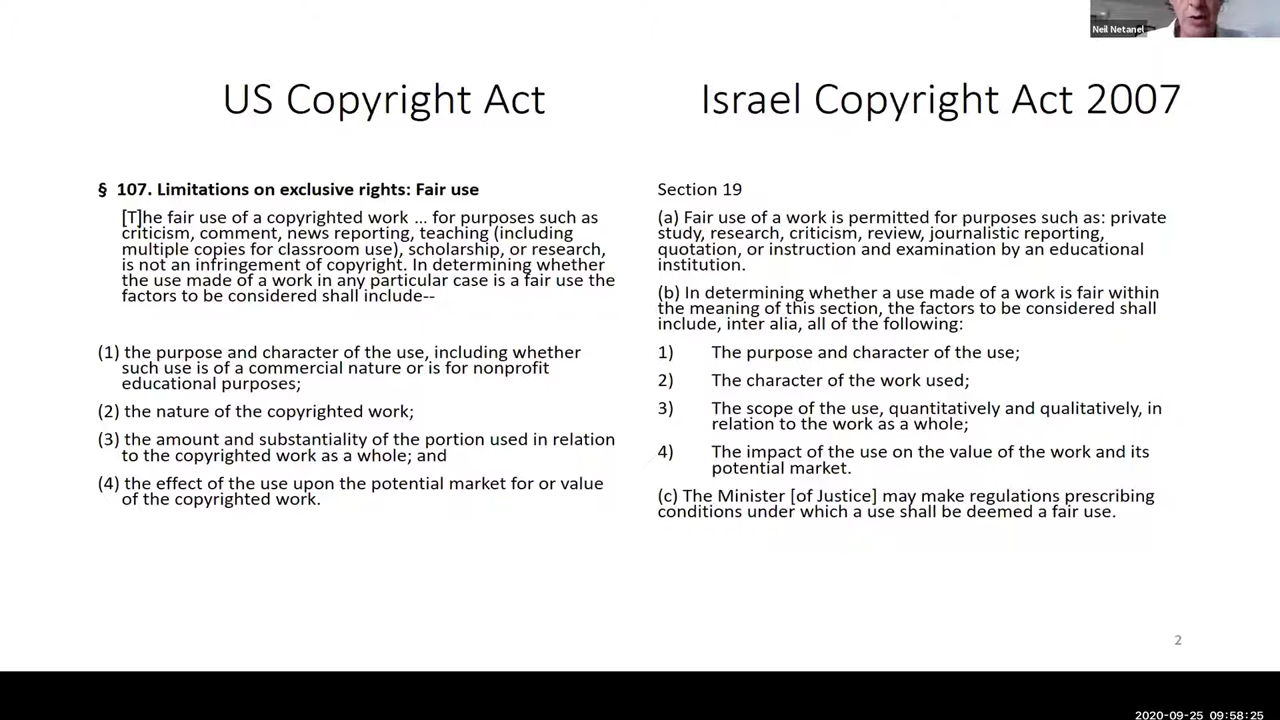 Neil Netanel
US Copyright Act
§ 107. Limitations on exclusive rights: Fair use
[T]he fair use of a copyrighted work … for purposes such as
criticism, comment, news reporting, teaching (including
multiple copies for classroom use), scholarship, or research,
is not an infringement of copyright. In determining whether
the use made of a work in any particular case is a fair use the
factors to be considered shall include--
(1) the purpose and character of the use, including whether
such use is of a commercial nature or is for nonprofit
educational purposes;
(2) the nature of the copyrighted work;
(3) the amount and substantiality of the portion used in relation
to the copyrighted work as a whole; and
(4) the effect of the use upon the potential market for or value
of the copyrighted work.
Israel Copyright Act 2007
Section 19
(a) Fair use of a work is permitted for purposes such as: private
study, research, criticism, review, journalistic reporting,
quotation, or instruction and examination by an educational
institution.
(b) In determining whether a use made of a work is fair within
the meaning of this section, the factors to be considered shall
include, inter alia, all of the following:
1) The purpose and character of the use;
2) The character of the work used;
3) The scope of the use, quantitatively and qualitatively, in
relation to the work as a whole;
4) The impact of the use on the value of the work and its
potential market.
(c) The Minister [of Justice] may make regulations prescribing
conditions under which a use shall be deemed a fair use.
2
2020-09-25 09:58:25